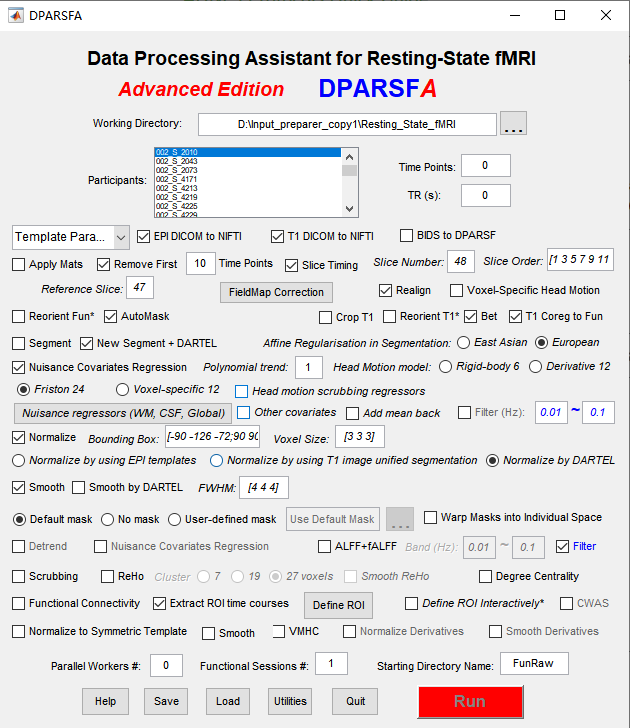 DPARSFA
Data Processing Assistant for Resting-State fMRI
Advanced Edition DPARSFA
Working Directory: D:\Input_preparer_copy1\Resting_State_fMRI ...
Participants: 002_S_2010
002_S_2043
002_S_2073
002_S_4171
002_S_4213
002_S_4219
002_S_4225
002_S_4229
Time Points: 0
TR (s): 0
Template Para... EPI DICOM to NIFTI T1 DICOM to NIFTI BIDS to DPARSF
Apply Mats Remove First 10 Time Points Slice Timing Slice Number: 48 Slice Order: [1 3 5 7 9 11
Reference Slice: 47 FieldMap Correction Realign Voxel-Specific Head Motion
Reorient Fun* AutoMask Crop T1 Reorient T1* Bet T1 Coreg to Fun
Segment New Segment + DARTEL Affine Regularisation in Segmentation: East Asian European
Nuisance Covariates Regression Polynomial trend: 1 Head Motion model: Rigid-body 6 Derivative 12
Friston 24 Voxel-specific 12 Head motion scrubbing regressors
Nuisance regressors (WM, CSF, Global) Other covariates Add mean back Filter (Hz): 0.01 ~ 0.1
Normalize Bounding Box: [-90 -126 -72;90 90 Voxel Size: [3 3 3]
Normalize by using EPI templates Normalize by using T1 image unified segmentation Normalize by DARTEL
Smooth Smooth by DARTEL FWHM: [4 4 4]
Default mask No mask User-defined mask Use Default Mask ... Warp Masks into Individual Space
Detrend Nuisance Covariates Regression ALFF+fALFF Band (Hz): 0.01 ~ 0.1 Filter
Scrubbing ReHo Cluster 7 19 27 voxels Smooth ReHo Degree Centrality
Functional Connectivity Extract ROI time courses Define ROI Define ROI Interactively* CWAS
Normalize to Symmetric Template Smooth VMHC Normalize Derivatives Smooth Derivatives
Parallel Workers #: 0 Functional Sessions #: 1 Starting Directory Name: FunRaw
Help Save Load Utilities Quit Run